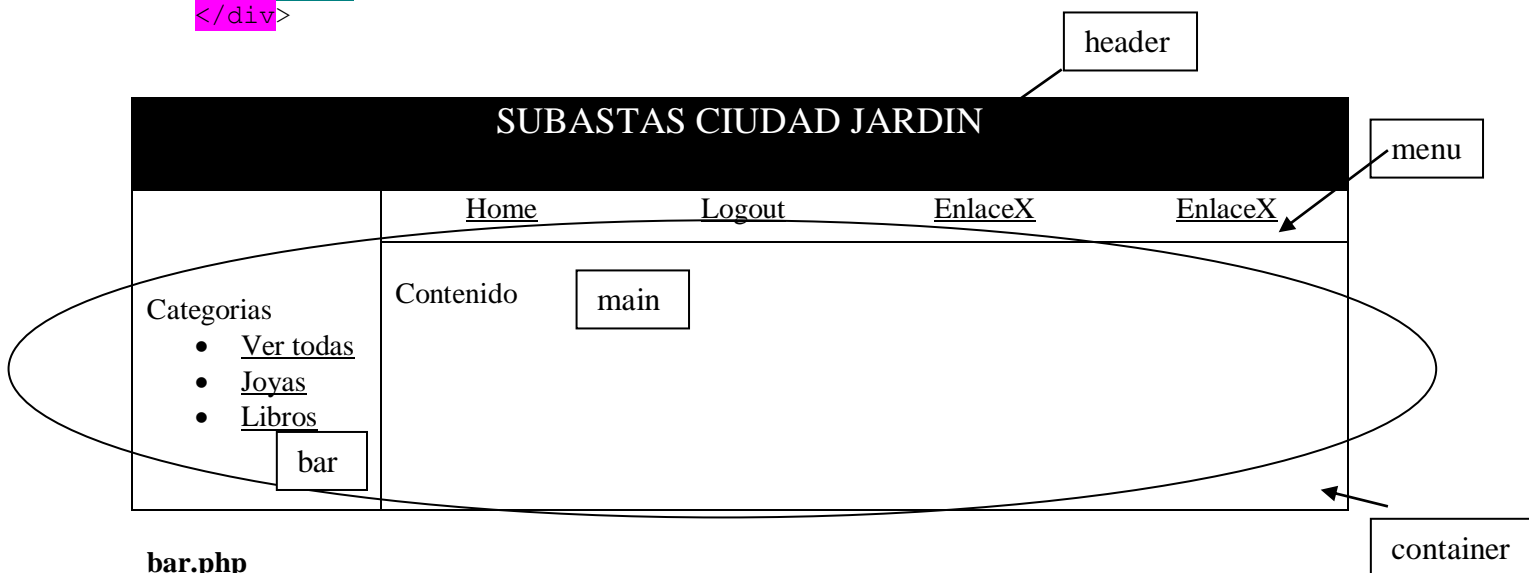 </div>
header
SUBASTAS CIUDAD JARDIN
menu
Home Logout EnlaceX EnlaceX
Contenido
main
Categorias
• Ver todas
• Joyas
• Libros
bar
container
bar.php